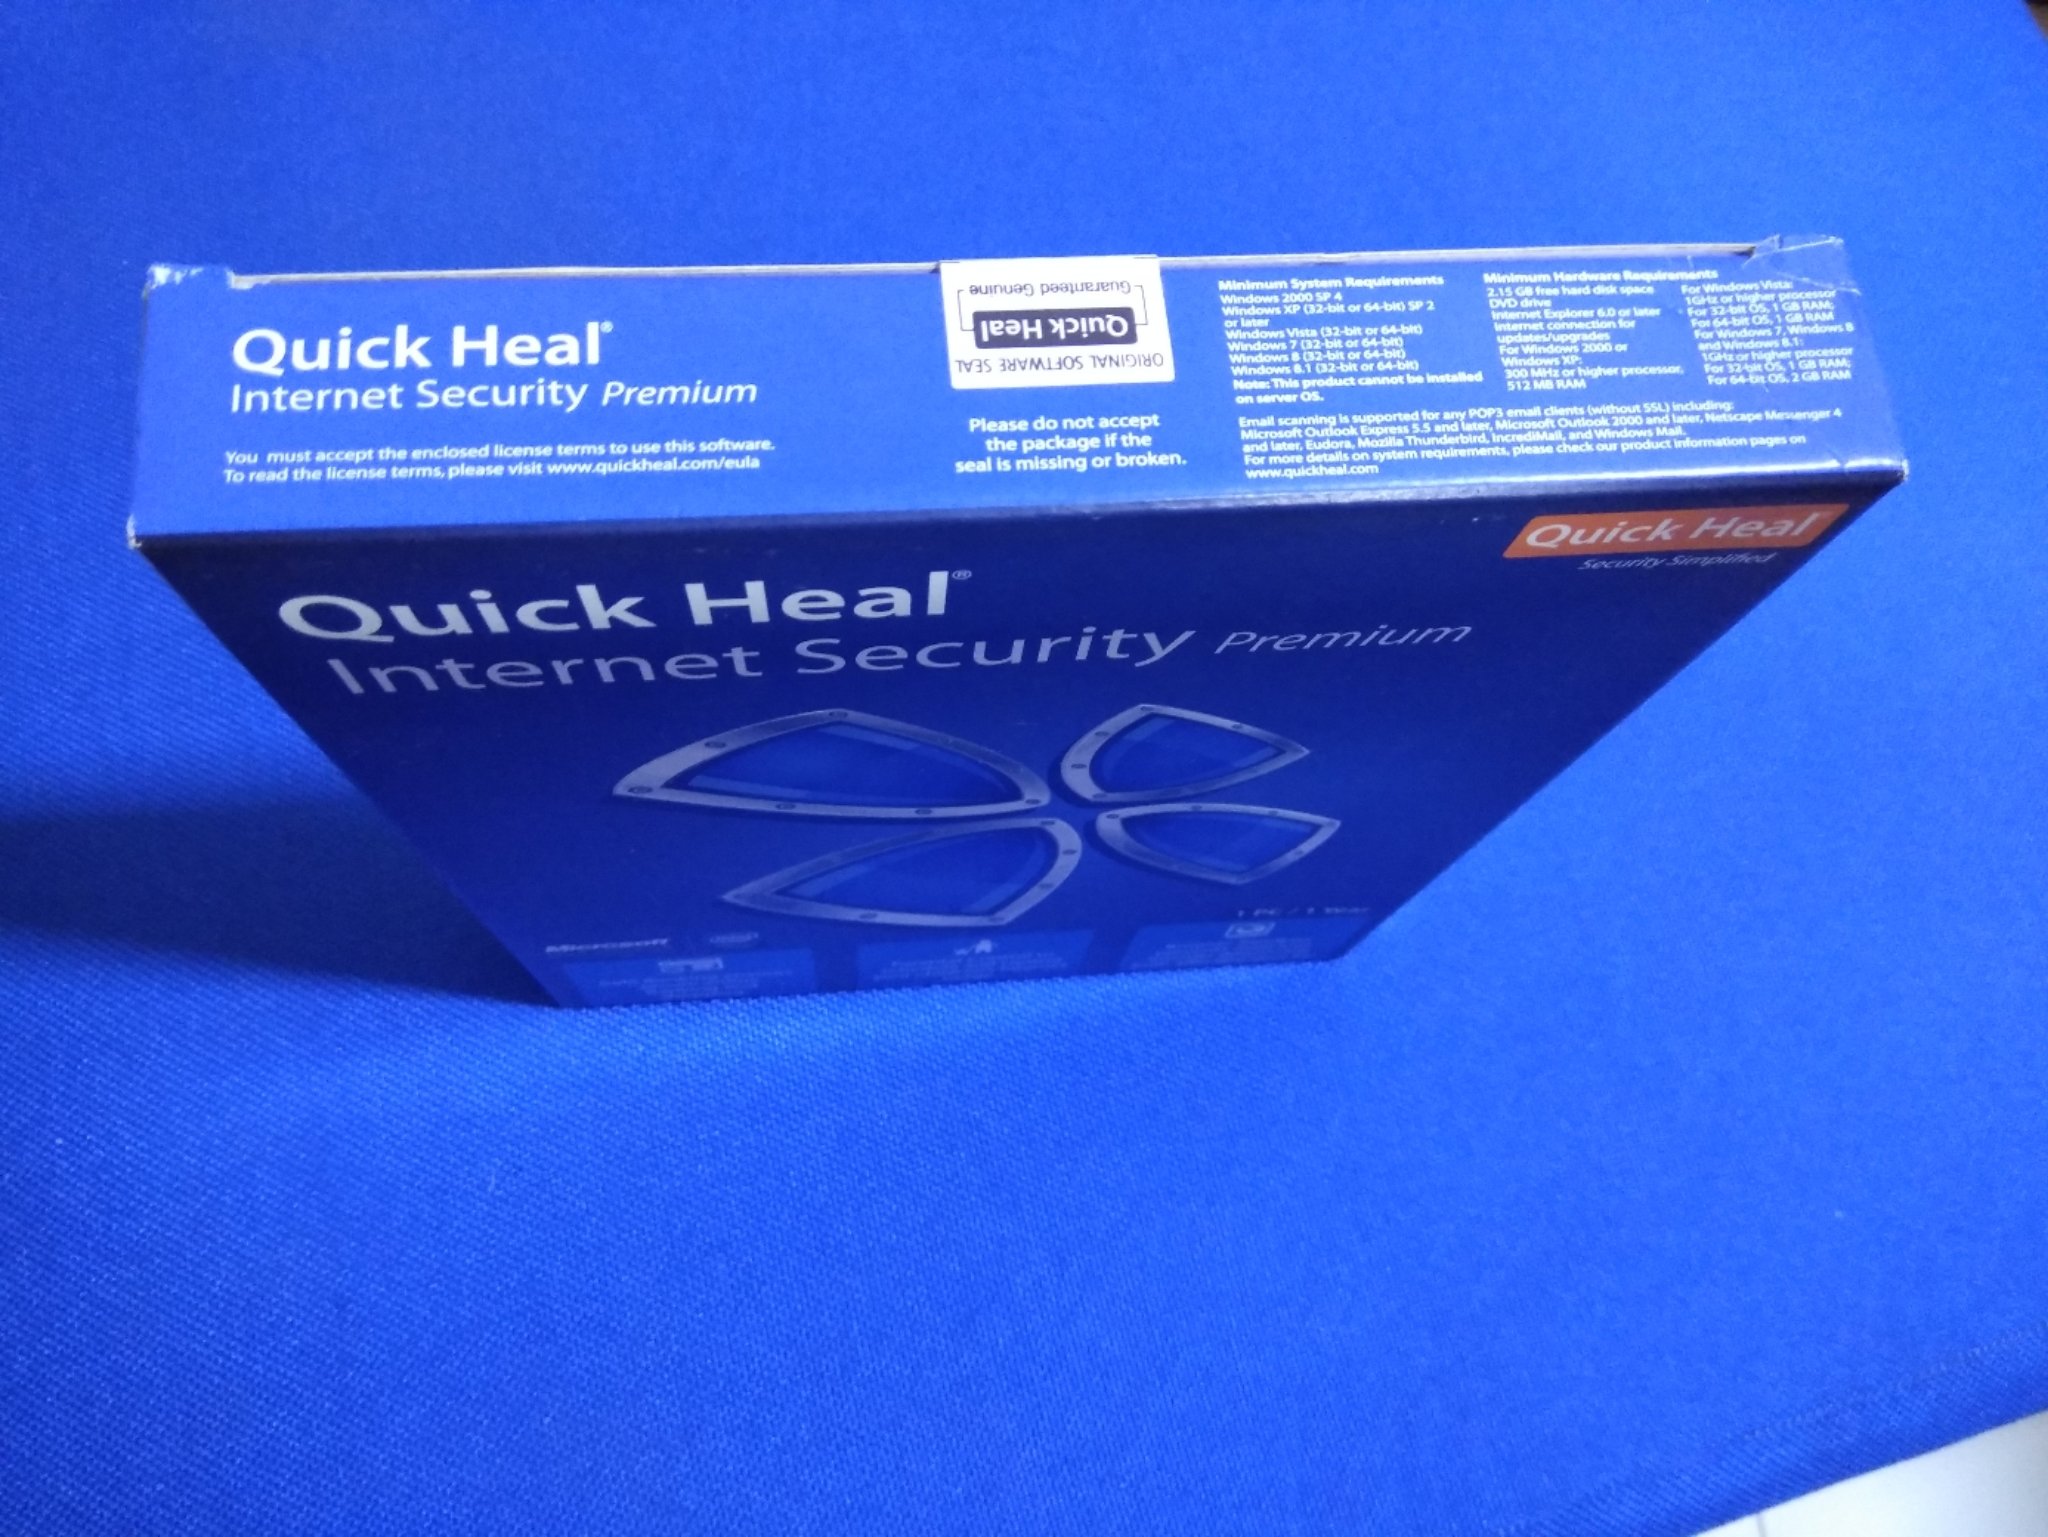 Quick Heal®
Internet Security Premium
You must accept the enclosed license terms to use this software.
To read the license terms, please visit www.quickheal.com/eula
ORIGINAL SOFTWARE SEAL
Quick Heal
Guaranteed Genuine
Please do not accept
the package if the
seal is missing or broken.
Minimum System Requirements
Windows 2000 SP 4
Windows XP (32-bit or 64-bit) SP 2
or later
Windows Vista (32-bit or 64-bit)
Windows 7 (32-bit or 64-bit)
Windows 8 (32-bit or 64-bit)
Windows 8.1 (32-bit or 64-bit)
Note: This product cannot be installed
on server OS.
Minimum Hardware Requirements
2.15 GB free hard disk space
DVD drive
Internet Explorer 6.0 or later
Internet connection for
updates/upgrades
For Windows 2000 or
Windows XP:
300 MHz or higher processor,
512 MB RAM
For Windows Vista:
1GHz or higher processor
For 32-bit OS, 1 GB RAM;
For 64-bit OS, 1 GB RAM
For Windows 7, Windows 8
and Windows 8.1:
1GHz or higher processor
For 32-bit OS, 1 GB RAM;
For 64-bit OS, 2 GB RAM
Email scanning is supported for any POP3 email clients (without SSL) including:
Microsoft Outlook Express 5.5 and later, Microsoft Outlook 2000 and later, Netscape Messenger 4
and later, Eudora, Mozilla Thunderbird, IncrediMail, and Windows Mail.
For more details on system requirements, please check our product information pages on
www.quickheal.com
Quick Heal
Security Simplified
Quick Heal®
Internet Security Premium
1 PC / 1 Year
Microsoft